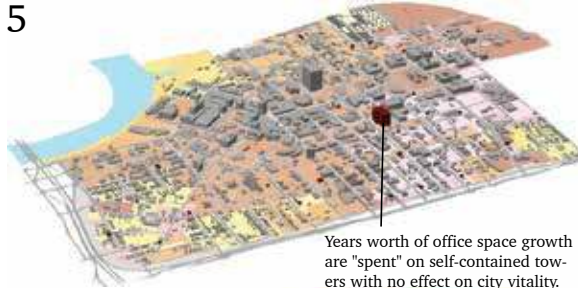 5
Years worth of office space growth
are "spent" on self-contained tow-
ers with no effect on city vitality.